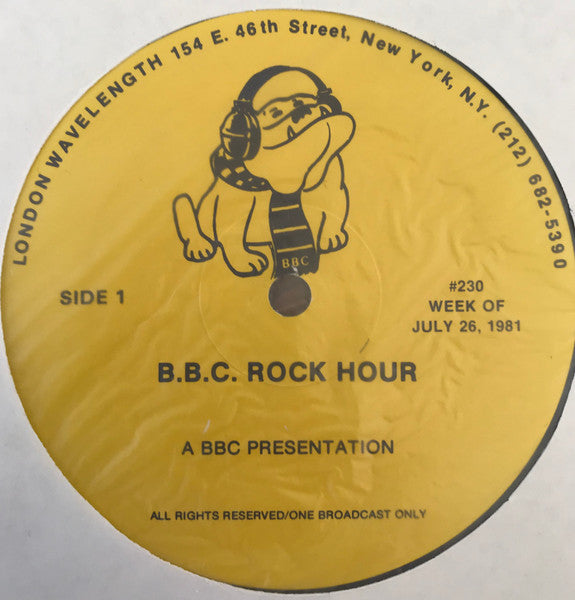 LONDON WAVELENGTH 154 E. 46th Street, New York, N.Y. (212) 682-5390
BBC
SIDE 1
#230
WEEK OF
JULY 26, 1981
B.B.C. ROCK HOUR
A BBC PRESENTATION
ALL RIGHTS RESERVED/ONE BROADCAST ONLY